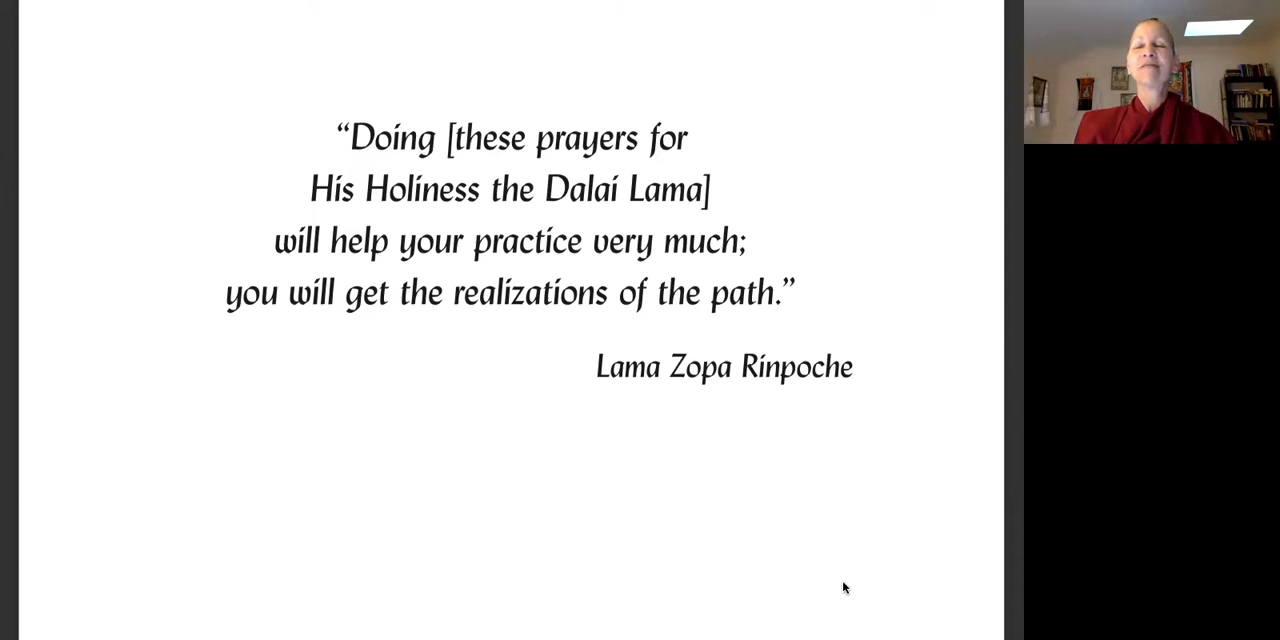 “Doing [these prayers for
His Holiness the Dalai Lama]
will help your practice very much;
you will get the realizations of the path.”
Lama Zopa Rinpoche